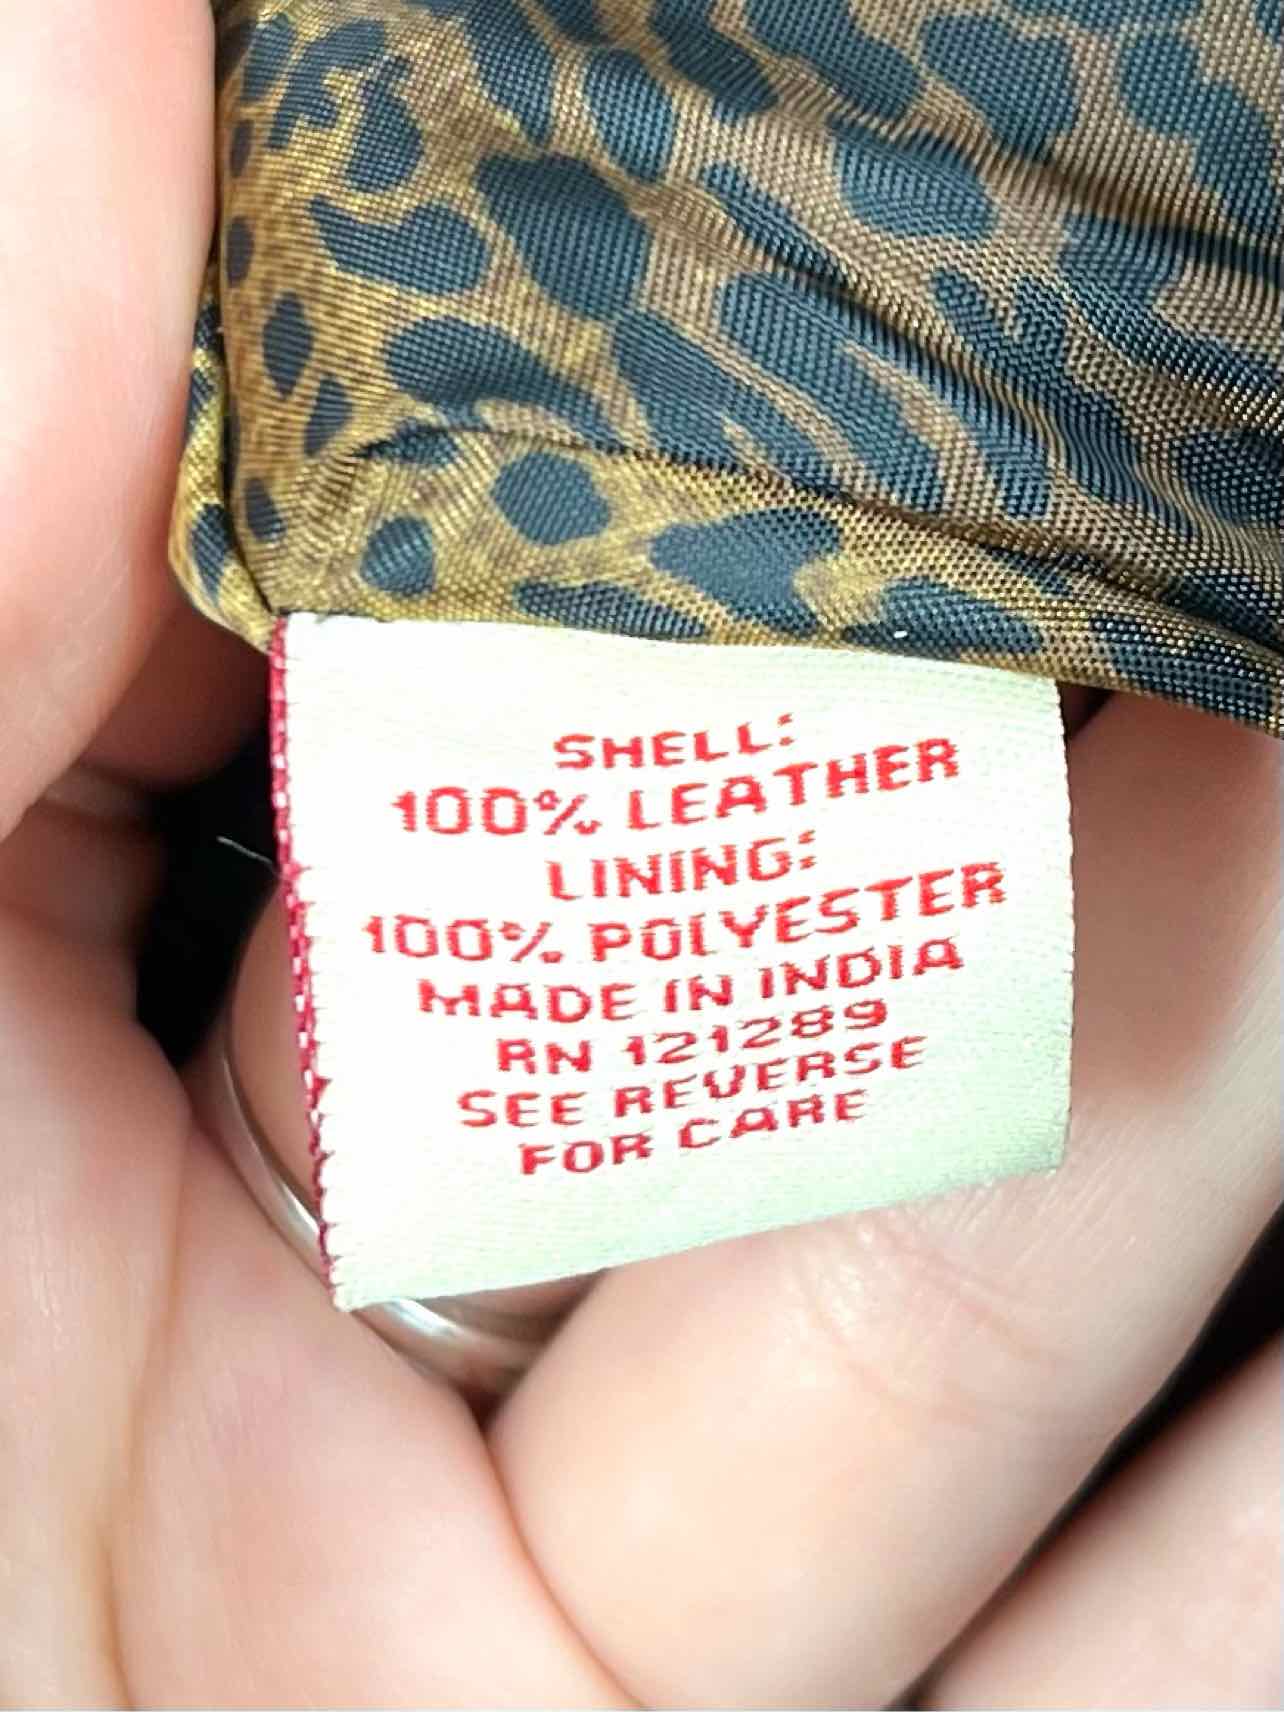 SHELL:
100% LEATHER
LINING:
100% POLYESTER
MADE IN INDIA
RN 121289
SEE REVERSE
FOR CARE